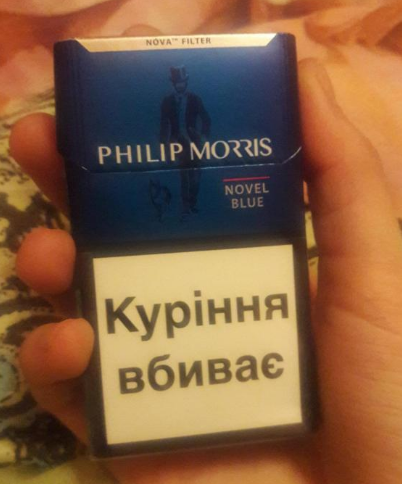 NOVA™ FILTER
PHILIP MORRIS
NOVEL
BLUE
Куріння
вбиває